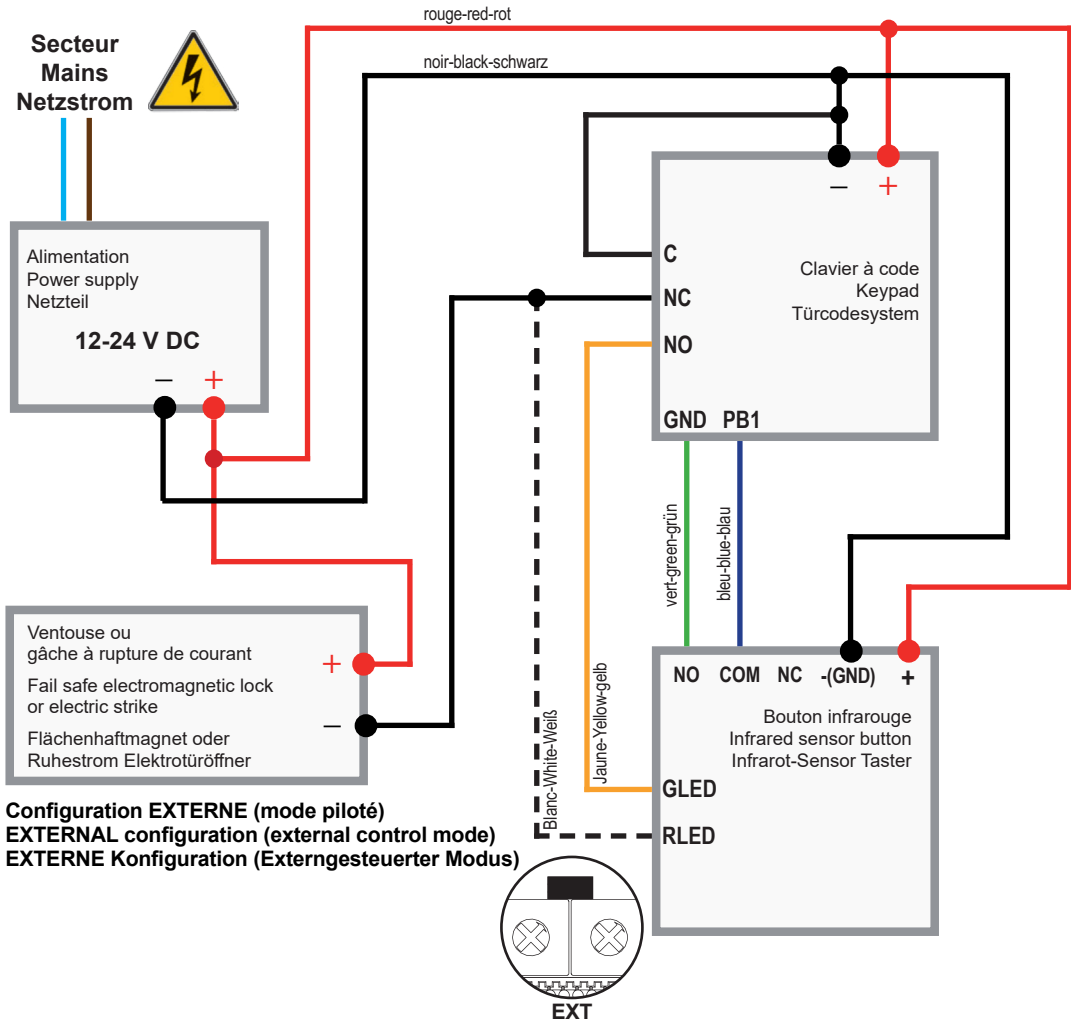 rouge-red-rot
Secteur
Mains
Netzstrom
noir-black-schwarz
– +
Alimentation
Power supply
Netzteil
12-24 V DC
– +
C
NC
NO
Clavier à code
Keypad
Türcodesystem
GND PB1
vert-green-grün
bleu-blue-blau
Ventouse ou
gâche à rupture de courant
Fail safe electromagnetic lock
or electric strike
Flächenhaftmagnet oder
Ruhestrom Elektrotüröffner
+
–
Blanc-White-Weiß
Jaune-Yellow-gelb
NO COM NC -(GND) +
Bouton infrarouge
Infrared sensor button
Infrarot-Sensor Taster
GLED
RLED
Configuration EXTERNE (mode piloté)
EXTERNAL configuration (external control mode)
EXTERNE Konfiguration (Externgesteuerter Modus)
EXT